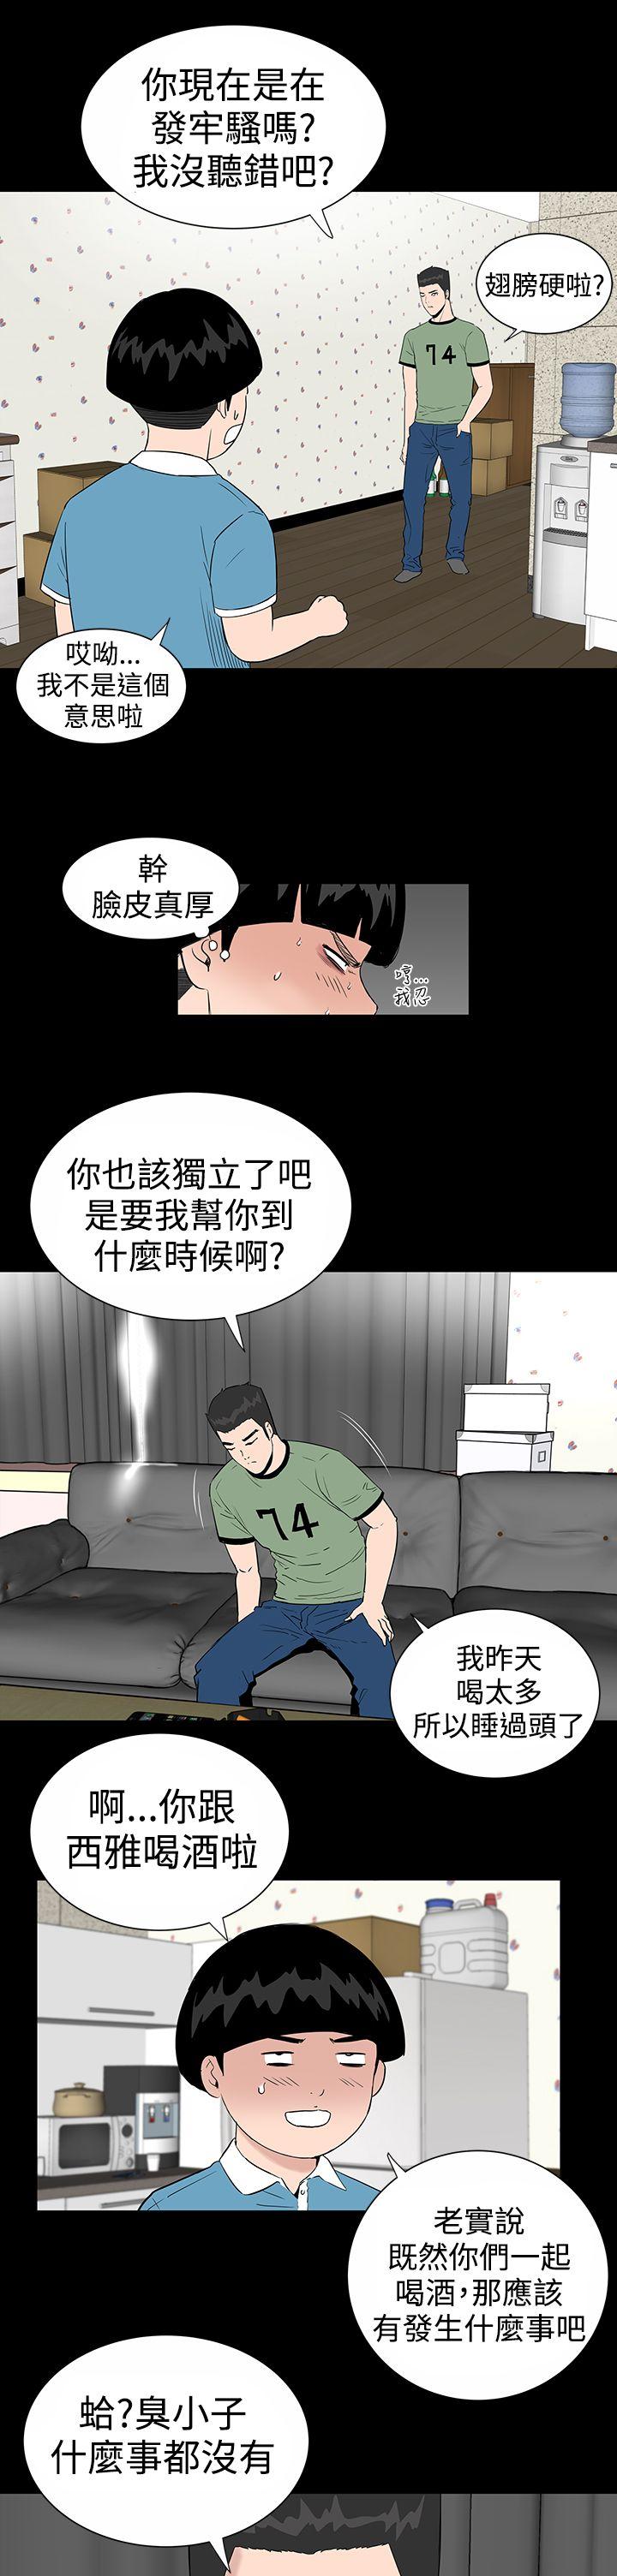 你現在是在
發牢騷嗎?
我沒聽錯吧?
翅膀硬啦?
74
哎呦...
我不是這個
意思啦
幹
臉皮真厚
哼...
我忍
你也該獨立了吧
是要我幫你到
什麼時候啊?
74
我昨天
喝太多
所以睡過頭了
啊...你跟
西雅喝酒啦
老實說
既然你們一起
喝酒,那應該
有發生什麼事吧
蛤?臭小子
什麼事都沒有